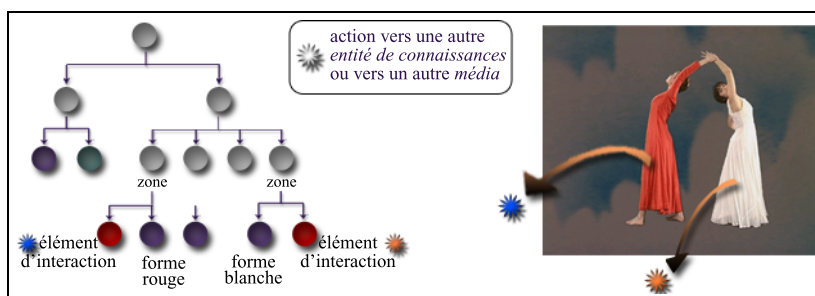 action vers une autre
entité de connaissances
ou vers un autre média
zone
zone
élément
d'interaction
forme
rouge
forme
blanche
élément
d'interaction